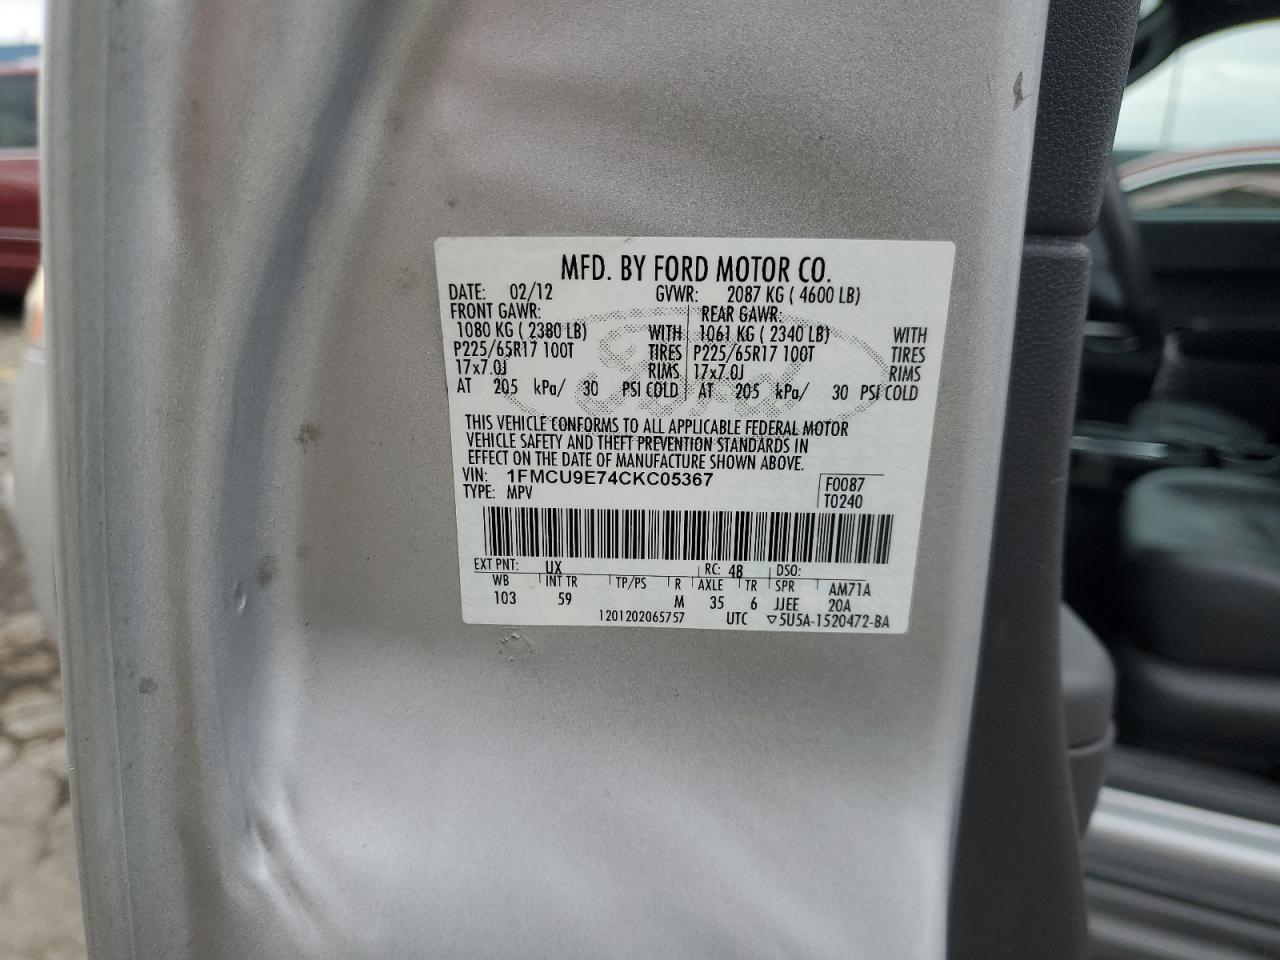 MFD. BY FORD MOTOR CO.
DATE: 02/12 GVWR: 2087 KG ( 4600 LB)
FRONT GAWR: REAR GAWR:
1080 KG ( 2380 LB) WITH 1061 KG ( 2340 LB) WITH
P225/65R17 100T TIRES P225/65R17 100T TIRES
17x7.0J RIMS 17x7.0J RIMS
AT 205 kPa/ 30 PSI COLD AT 205 kPa/ 30 PSI COLD
Ford
THIS VEHICLE CONFORMS TO ALL APPLICABLE FEDERAL MOTOR
VEHICLE SAFETY AND THEFT PREVENTION STANDARDS IN
EFFECT ON THE DATE OF MANUFACTURE SHOWN ABOVE.
VIN: 1FMCU9E74CKC05367 F0087
TYPE: MPV T0240
EXT PNT: UX RC: 48 DSO:
WB INT TR TP/PS R AXLE TR SPR AM71A
103 59 M 35 6 JJEE 20A
1201202065757 UTC ▽5U5A-1520472-BA